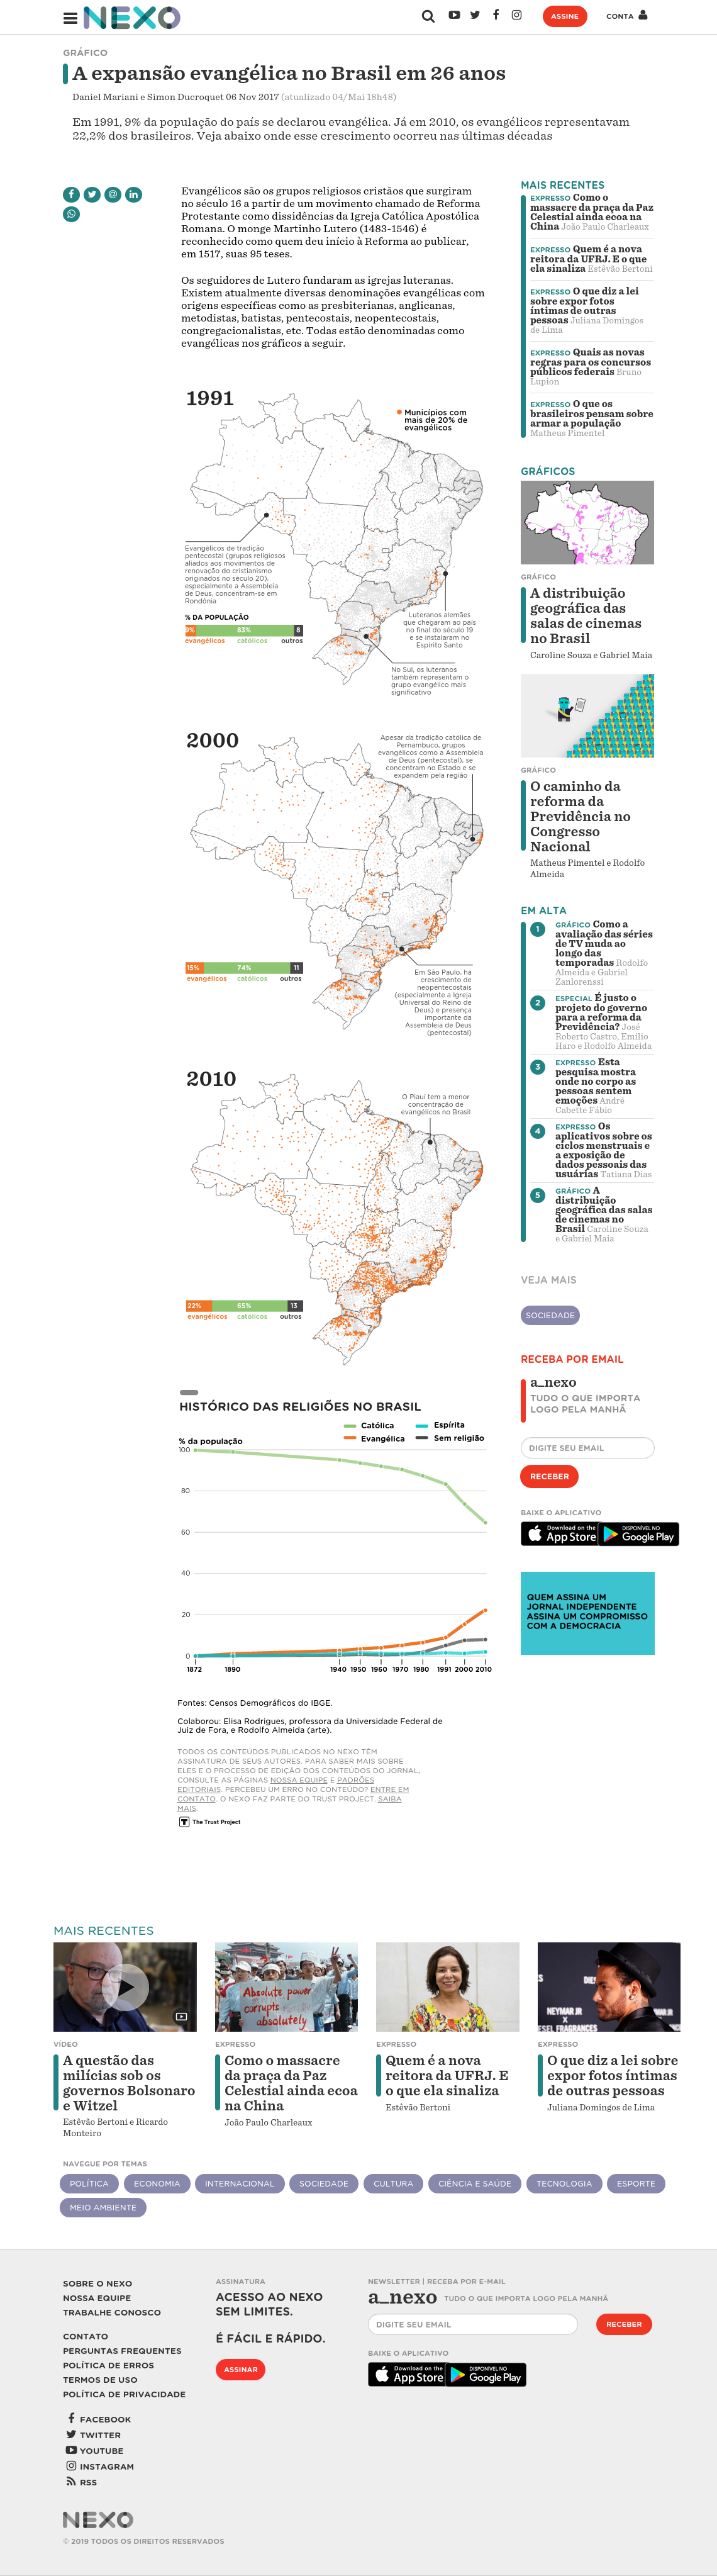 NEXO
ASSINE
CONTA
GRÁFICO
A expansão evangélica no Brasil em 26 anos
Daniel Mariani e Simon Ducroquet 06 Nov 2017 (atualizado 04/Mai 18h48)
Em 1991, 9% da população do país se declarou evangélica. Já em 2010, os evangélicos representavam
22,2% dos brasileiros. Veja abaixo onde esse crescimento ocorreu nas últimas décadas
Evangélicos são os grupos religiosos cristãos que surgiram
no século 16 a partir de um movimento chamado de Reforma
Protestante como dissidências da Igreja Católica Apostólica
Romana. O monge Martinho Lutero (1483-1546) é
reconhecido como quem deu início à Reforma ao publicar,
em 1517, suas 95 teses.
Os seguidores de Lutero fundaram as igrejas luteranas.
Existem atualmente diversas denominações evangélicas com
origens específicas como as presbiterianas, anglicanas,
metodistas, batistas, pentecostais, neopentecostais,
congregacionalistas, etc. Todas estão denominadas como
evangélicas nos gráficos a seguir.
1991
Municípios com
mais de 20% de
evangélicos
Evangélicos de tradição
pentecostal (grupos religiosos
aliados aos movimentos de
renovação do cristianismo
originados no século 20),
especialmente a Assembleia
de Deus, concentram-se em
Rondônia
% DA POPULAÇÃO
9% 83% 8
evangélicos católicos outros
Luteranos alemães
que chegaram ao país
no final do século 19
e se instalaram no
Espírito Santo
No Sul, os luteranos
também representam o
grupo evangélico mais
significativo
2000
Apesar da tradição católica de
Pernambuco, grupos
evangélicos como a Assembleia
de Deus (pentecostal), se
concentram no Estado e se
expandem pela região
15% 74% 11
evangélicos católicos outros
Em São Paulo, há
crescimento de
neopentecostais
(especialmente a Igreja
Universal do Reino de
Deus) e presença
importante da
Assembleia de Deus
(pentecostal)
2010
O Piauí tem a menor
concentração de
evangélicos no Brasil
22% 65% 13
evangélicos católicos outros
HISTÓRICO DAS RELIGIÕES NO BRASIL
Católica Espírita
Evangélica Sem religião
% da população
100
80
60
40
20
0
1872 1890 1940 1950 1960 1970 1980 1991 2000 2010
Fontes: Censos Demográficos do IBGE.
Colaborou: Elisa Rodrigues, professora da Universidade Federal de
Juiz de Fora, e Rodolfo Almeida (arte).
TODOS OS CONTEÚDOS PUBLICADOS NO NEXO TÊM
ASSINATURA DE SEUS AUTORES. PARA SABER MAIS SOBRE
ELES E O PROCESSO DE EDIÇÃO DOS CONTEÚDOS DO JORNAL,
CONSULTE AS PÁGINAS NOSSA EQUIPE E PADRÕES
EDITORIAIS. PERCEBEU UM ERRO NO CONTEÚDO? ENTRE EM
CONTATO. O NEXO FAZ PARTE DO TRUST PROJECT. SAIBA
MAIS.
T The Trust Project
MAIS RECENTES
EXPRESSO Como o
massacre da praça da Paz
Celestial ainda ecoa na
China João Paulo Charleaux
EXPRESSO Quem é a nova
reitora da UFRJ. E o que
ela sinaliza Estêvão Bertoni
EXPRESSO O que diz a lei
sobre expor fotos
íntimas de outras
pessoas Juliana Domingos
de Lima
EXPRESSO Quais as novas
regras para os concursos
públicos federais Bruno
Lupion
EXPRESSO O que os
brasileiros pensam sobre
armar a população
Matheus Pimentel
GRÁFICOS
GRÁFICO
A distribuição
geográfica das
salas de cinemas
no Brasil
Caroline Souza e Gabriel Maia
GRÁFICO
O caminho da
reforma da
Previdência no
Congresso
Nacional
Matheus Pimentel e Rodolfo
Almeida
EM ALTA
1 GRÁFICO Como a
avaliação das séries
de TV muda ao
longo das
temporadas Rodolfo
Almeida e Gabriel
Zanlorenssi
2 ESPECIAL É justo o
projeto do governo
para a reforma da
Previdência? José
Roberto Castro, Emilio
Haro e Rodolfo Almeida
3 EXPRESSO Esta
pesquisa mostra
onde no corpo as
pessoas sentem
emoções André
Cabette Fábio
4 EXPRESSO Os
aplicativos sobre os
ciclos menstruais e
a exposição de
dados pessoais das
usuárias Tatiana Dias
5 GRÁFICO A
distribuição
geográfica das salas
de cinemas no
Brasil Caroline Souza
e Gabriel Maia
VEJA MAIS
SOCIEDADE
RECEBA POR EMAIL
a_nexo
TUDO O QUE IMPORTA
LOGO PELA MANHÃ
DIGITE SEU EMAIL
RECEBER
BAIXE O APLICATIVO
Download on the App Store
DISPONÍVEL NO Google Play
QUEM ASSINA UM
JORNAL INDEPENDENTE
ASSINA UM COMPROMISSO
COM A DEMOCRACIA
MAIS RECENTES
Absolute power
corrupts
absolutely
DIESEL
NEYMAR JR
FRAGRANCES
VÍDEO
A questão das
milícias sob os
governos Bolsonaro
e Witzel
Estêvão Bertoni e Ricardo
Monteiro
EXPRESSO
Como o massacre
da praça da Paz
Celestial ainda ecoa
na China
João Paulo Charleaux
EXPRESSO
Quem é a nova
reitora da UFRJ. E
o que ela sinaliza
Estêvão Bertoni
EXPRESSO
O que diz a lei sobre
expor fotos íntimas
de outras pessoas
Juliana Domingos de Lima
NAVEGUE POR TEMAS
POLÍTICA ECONOMIA INTERNACIONAL SOCIEDADE CULTURA CIÊNCIA E SAÚDE TECNOLOGIA ESPORTE
MEIO AMBIENTE
SOBRE O NEXO
NOSSA EQUIPE
TRABALHE CONOSCO
CONTATO
PERGUNTAS FREQUENTES
POLÍTICA DE ERROS
TERMOS DE USO
POLÍTICA DE PRIVACIDADE
FACEBOOK
TWITTER
YOUTUBE
INSTAGRAM
RSS
ASSINATURA
ACESSO AO NEXO
SEM LIMITES.
É FÁCIL E RÁPIDO.
ASSINAR
NEWSLETTER | RECEBA POR E-MAIL
a_nexo TUDO O QUE IMPORTA LOGO PELA MANHÃ
DIGITE SEU EMAIL
RECEBER
BAIXE O APLICATIVO
Download on the App Store
DISPONÍVEL NO Google Play
NEXO
© 2019 TODOS OS DIREITOS RESERVADOS